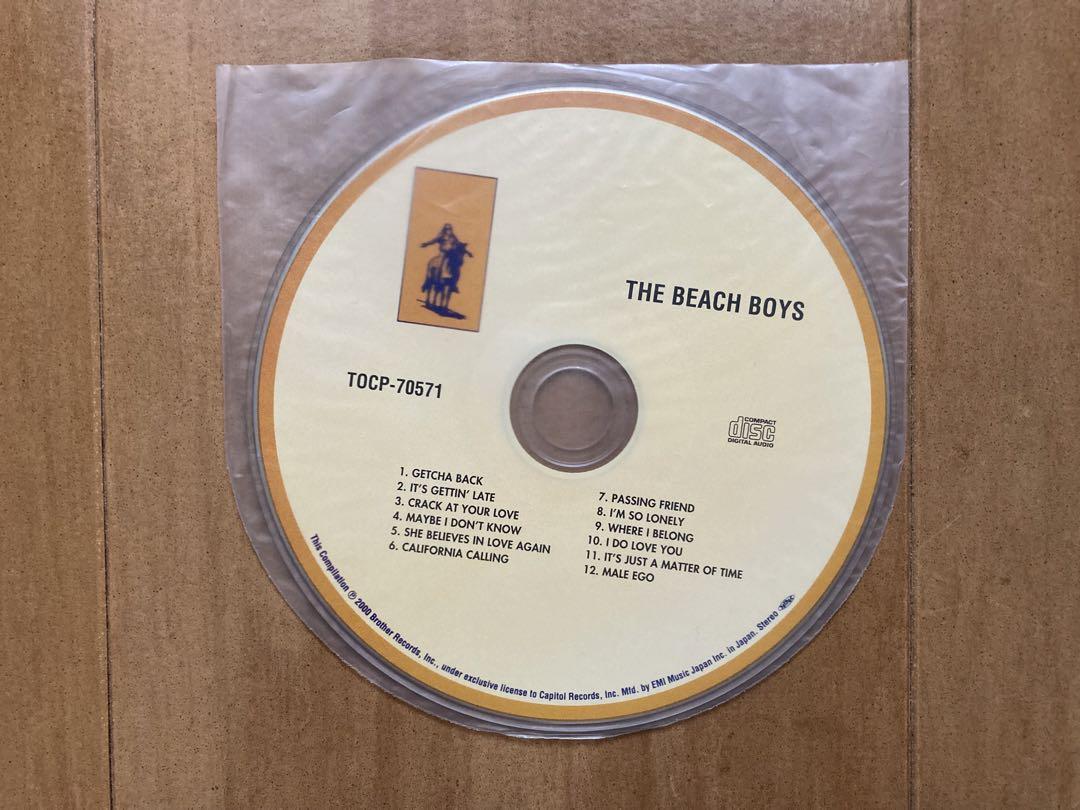 THE BEACH BOYS
TOCP-70571
COMPACT
disc
DIGITAL AUDIO
1. GETCHA BACK
2. IT'S GETTIN' LATE
3. CRACK AT YOUR LOVE
4. MAYBE I DON'T KNOW
5. SHE BELIEVES IN LOVE AGAIN
6. CALIFORNIA CALLING
7. PASSING FRIEND
8. I'M SO LONELY
9. WHERE I BELONG
10. I DO LOVE YOU
11. IT'S JUST A MATTER OF TIME
12. MALE EGO
This Compilation ℗ 2000 Brother Records, Inc., under exclusive license to Capitol Records, Inc. Mfd. by EMI Music Japan Inc. in Japan. Stereo